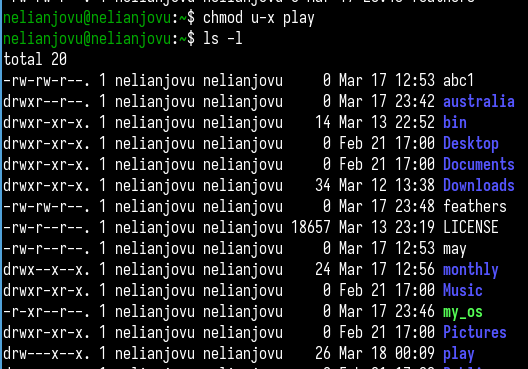 nelianjovu@nelianjovu:~$ chmod u-x play
nelianjovu@nelianjovu:~$ ls -l
total 20
-rw-rw-r--. 1 nelianjovu nelianjovu 0 Mar 17 12:53 abc1
drwxr--r--. 1 nelianjovu nelianjovu 0 Mar 17 23:42 australia
drwxr-xr-x. 1 nelianjovu nelianjovu 14 Mar 13 22:52 bin
drwxr-xr-x. 1 nelianjovu nelianjovu 0 Feb 21 17:00 Desktop
drwxr-xr-x. 1 nelianjovu nelianjovu 0 Feb 21 17:00 Documents
drwxr-xr-x. 1 nelianjovu nelianjovu 34 Mar 12 13:38 Downloads
-rw-rw-r--. 1 nelianjovu nelianjovu 0 Mar 17 23:48 feathers
-rw-r--r--. 1 nelianjovu nelianjovu 18657 Mar 13 23:19 LICENSE
-rw-r--r--. 1 nelianjovu nelianjovu 0 Mar 17 12:53 may
drwx--x--x. 1 nelianjovu nelianjovu 24 Mar 17 12:56 monthly
drwxr-xr-x. 1 nelianjovu nelianjovu 0 Feb 21 17:00 Music
-r-xr--r--. 1 nelianjovu nelianjovu 0 Mar 17 23:46 my_os
drwxr-xr-x. 1 nelianjovu nelianjovu 0 Feb 21 17:00 Pictures
drw---x--x. 1 nelianjovu nelianjovu 26 Mar 18 00:09 play